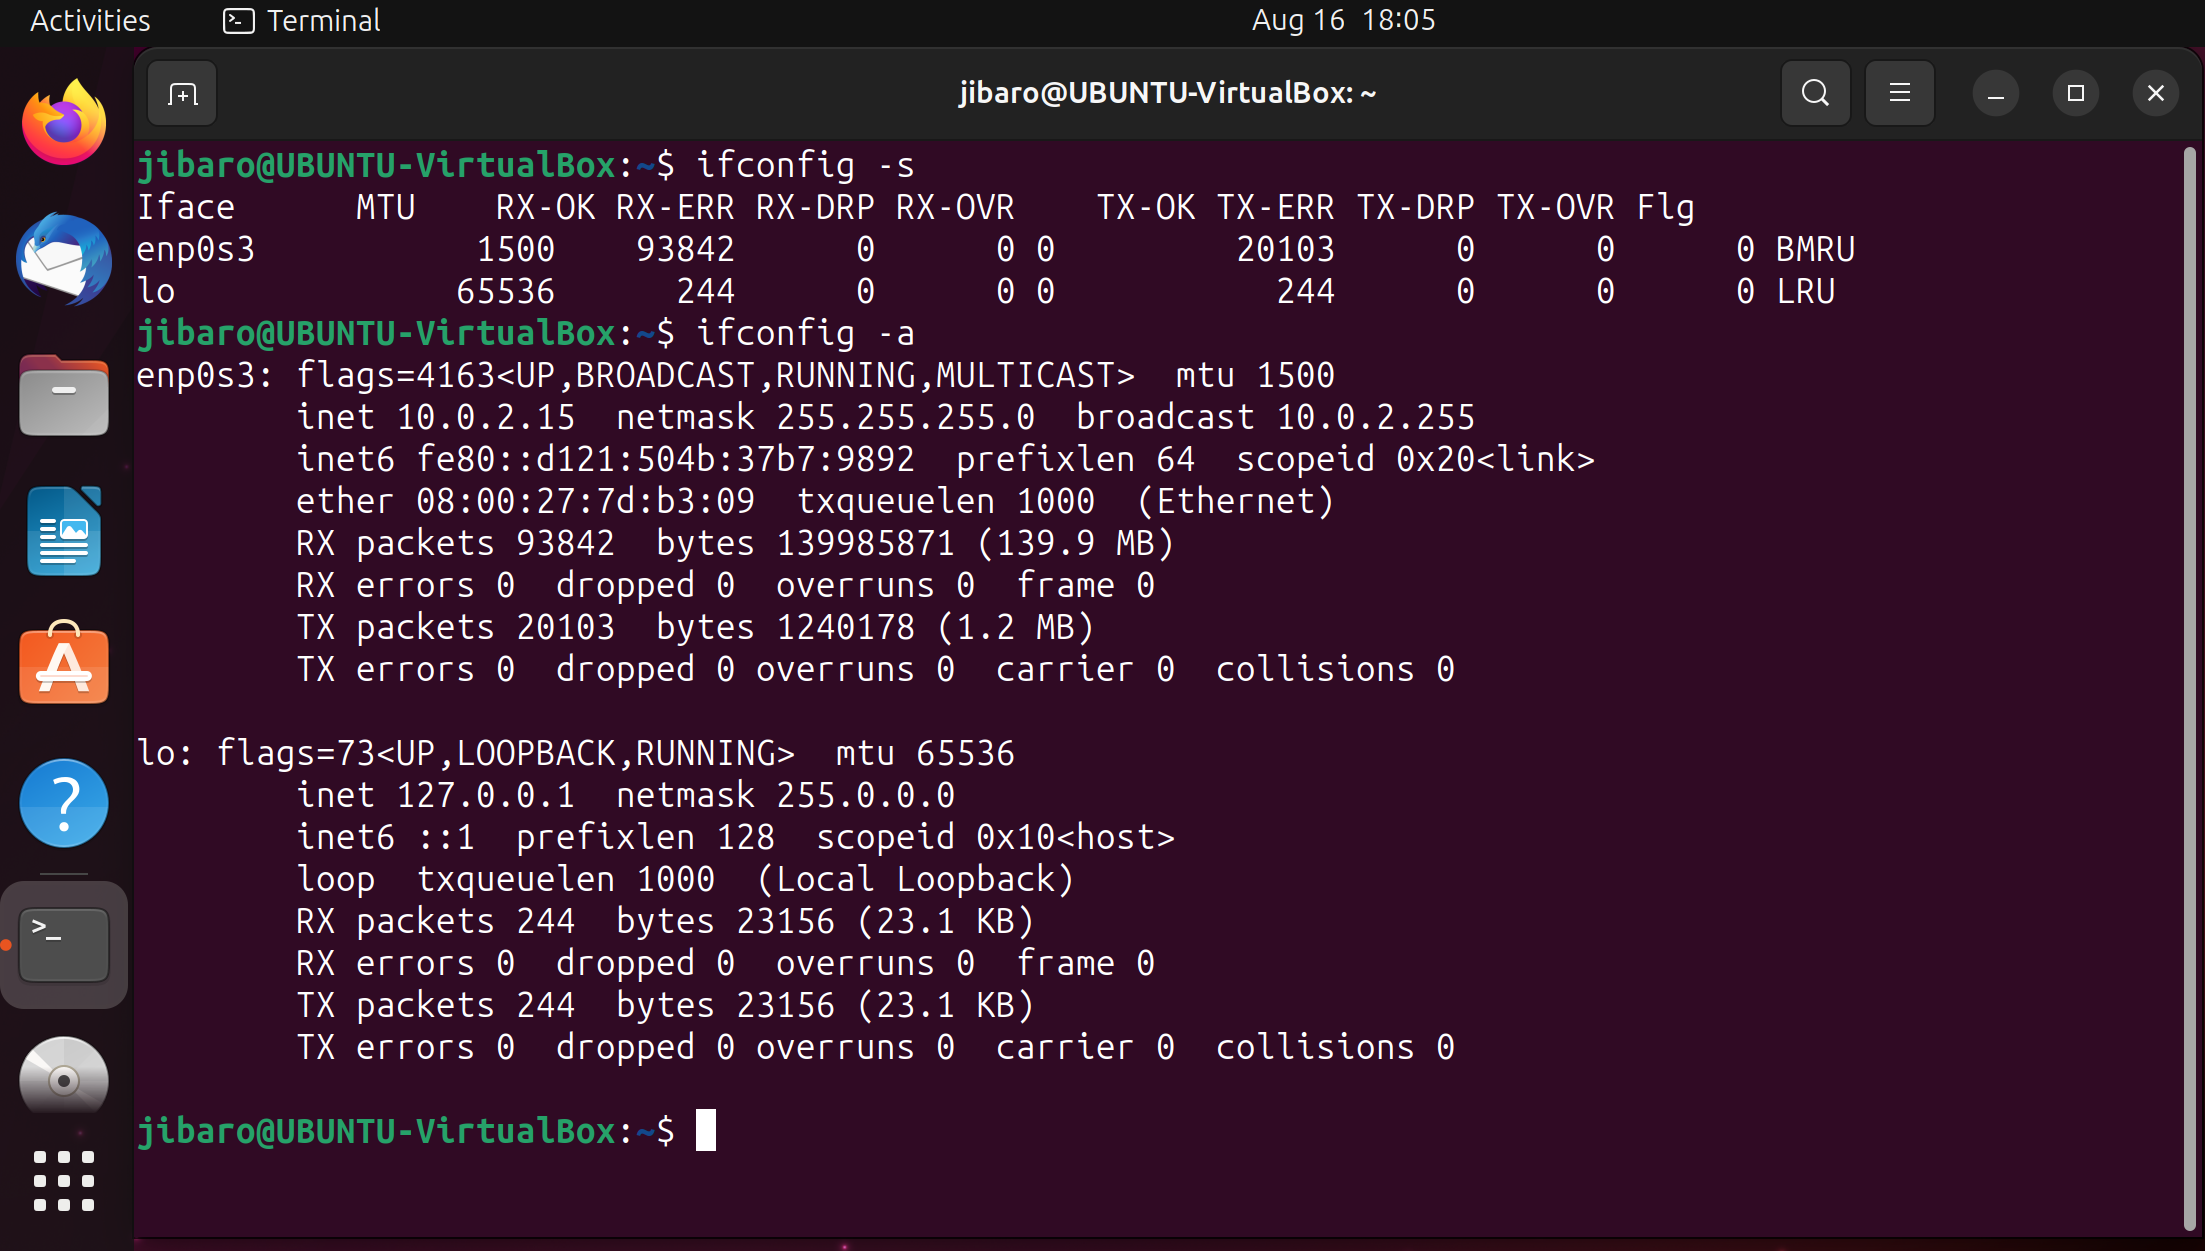 Activities Terminal Aug 16 18:05
jibaro@UBUNTU-VirtualBox: ~
jibaro@UBUNTU-VirtualBox:~$ ifconfig -s
Iface      MTU    RX-OK RX-ERR RX-DRP RX-OVR    TX-OK TX-ERR TX-DRP TX-OVR Flg
enp0s3           1500    93842      0      0 0         20103      0      0      0 BMRU
lo              65536      244      0      0 0           244      0      0      0 LRU
jibaro@UBUNTU-VirtualBox:~$ ifconfig -a
enp0s3: flags=4163<UP,BROADCAST,RUNNING,MULTICAST>  mtu 1500
        inet 10.0.2.15  netmask 255.255.255.0  broadcast 10.0.2.255
        inet6 fe80::d121:504b:37b7:9892  prefixlen 64  scopeid 0x20<link>
        ether 08:00:27:7d:b3:09  txqueuelen 1000  (Ethernet)
        RX packets 93842  bytes 139985871 (139.9 MB)
        RX errors 0  dropped 0  overruns 0  frame 0
        TX packets 20103  bytes 1240178 (1.2 MB)
        TX errors 0  dropped 0 overruns 0  carrier 0  collisions 0
lo: flags=73<UP,LOOPBACK,RUNNING>  mtu 65536
        inet 127.0.0.1  netmask 255.0.0.0
        inet6 ::1  prefixlen 128  scopeid 0x10<host>
        loop  txqueuelen 1000  (Local Loopback)
        RX packets 244  bytes 23156 (23.1 KB)
        RX errors 0  dropped 0  overruns 0  frame 0
        TX packets 244  bytes 23156 (23.1 KB)
        TX errors 0  dropped 0 overruns 0  carrier 0  collisions 0
jibaro@UBUNTU-VirtualBox:~$